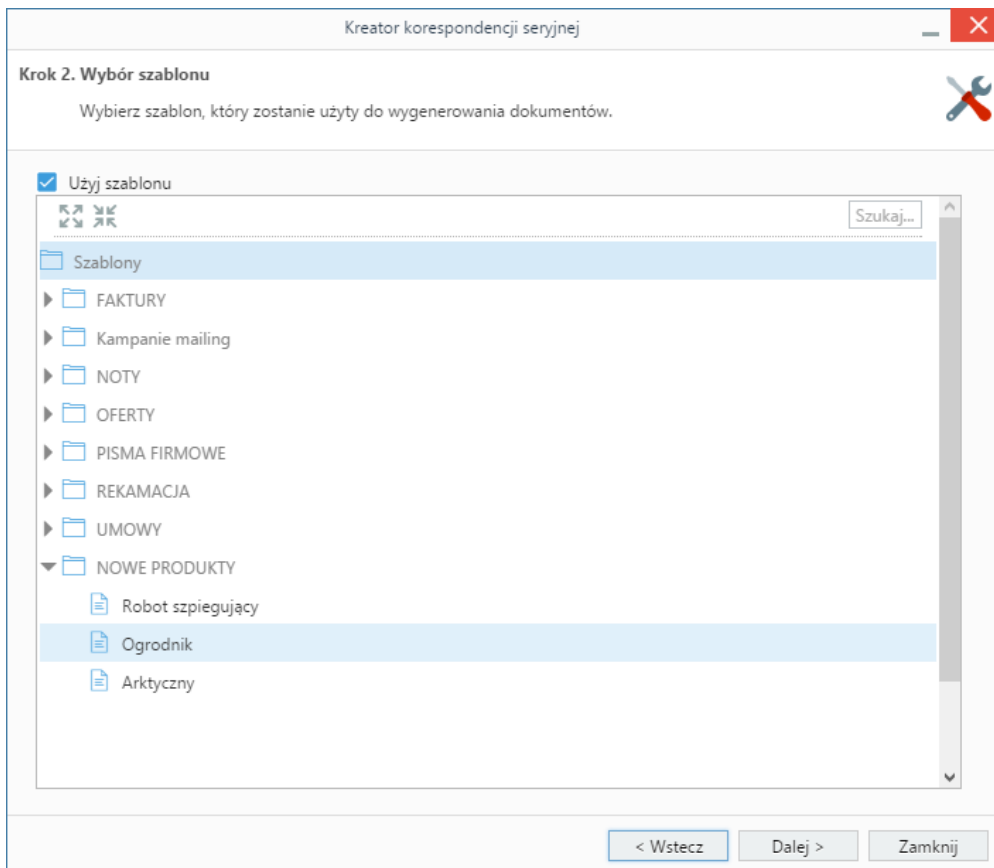 Kreator korespondencji seryjnej
Krok 2. Wybór szablonu
Wybierz szablon, który zostanie użyty do wygenerowania dokumentów.
Użyj szablonu
Szukaj...
Szablony
FAKTURY
Kampanie mailing
NOTY
OFERTY
PISMA FIRMOWE
REKAMACJA
UMOWY
NOWE PRODUKTY
Robot szpiegujący
Ogrodnik
Arktyczny
< Wstecz Dalej > Zamknij